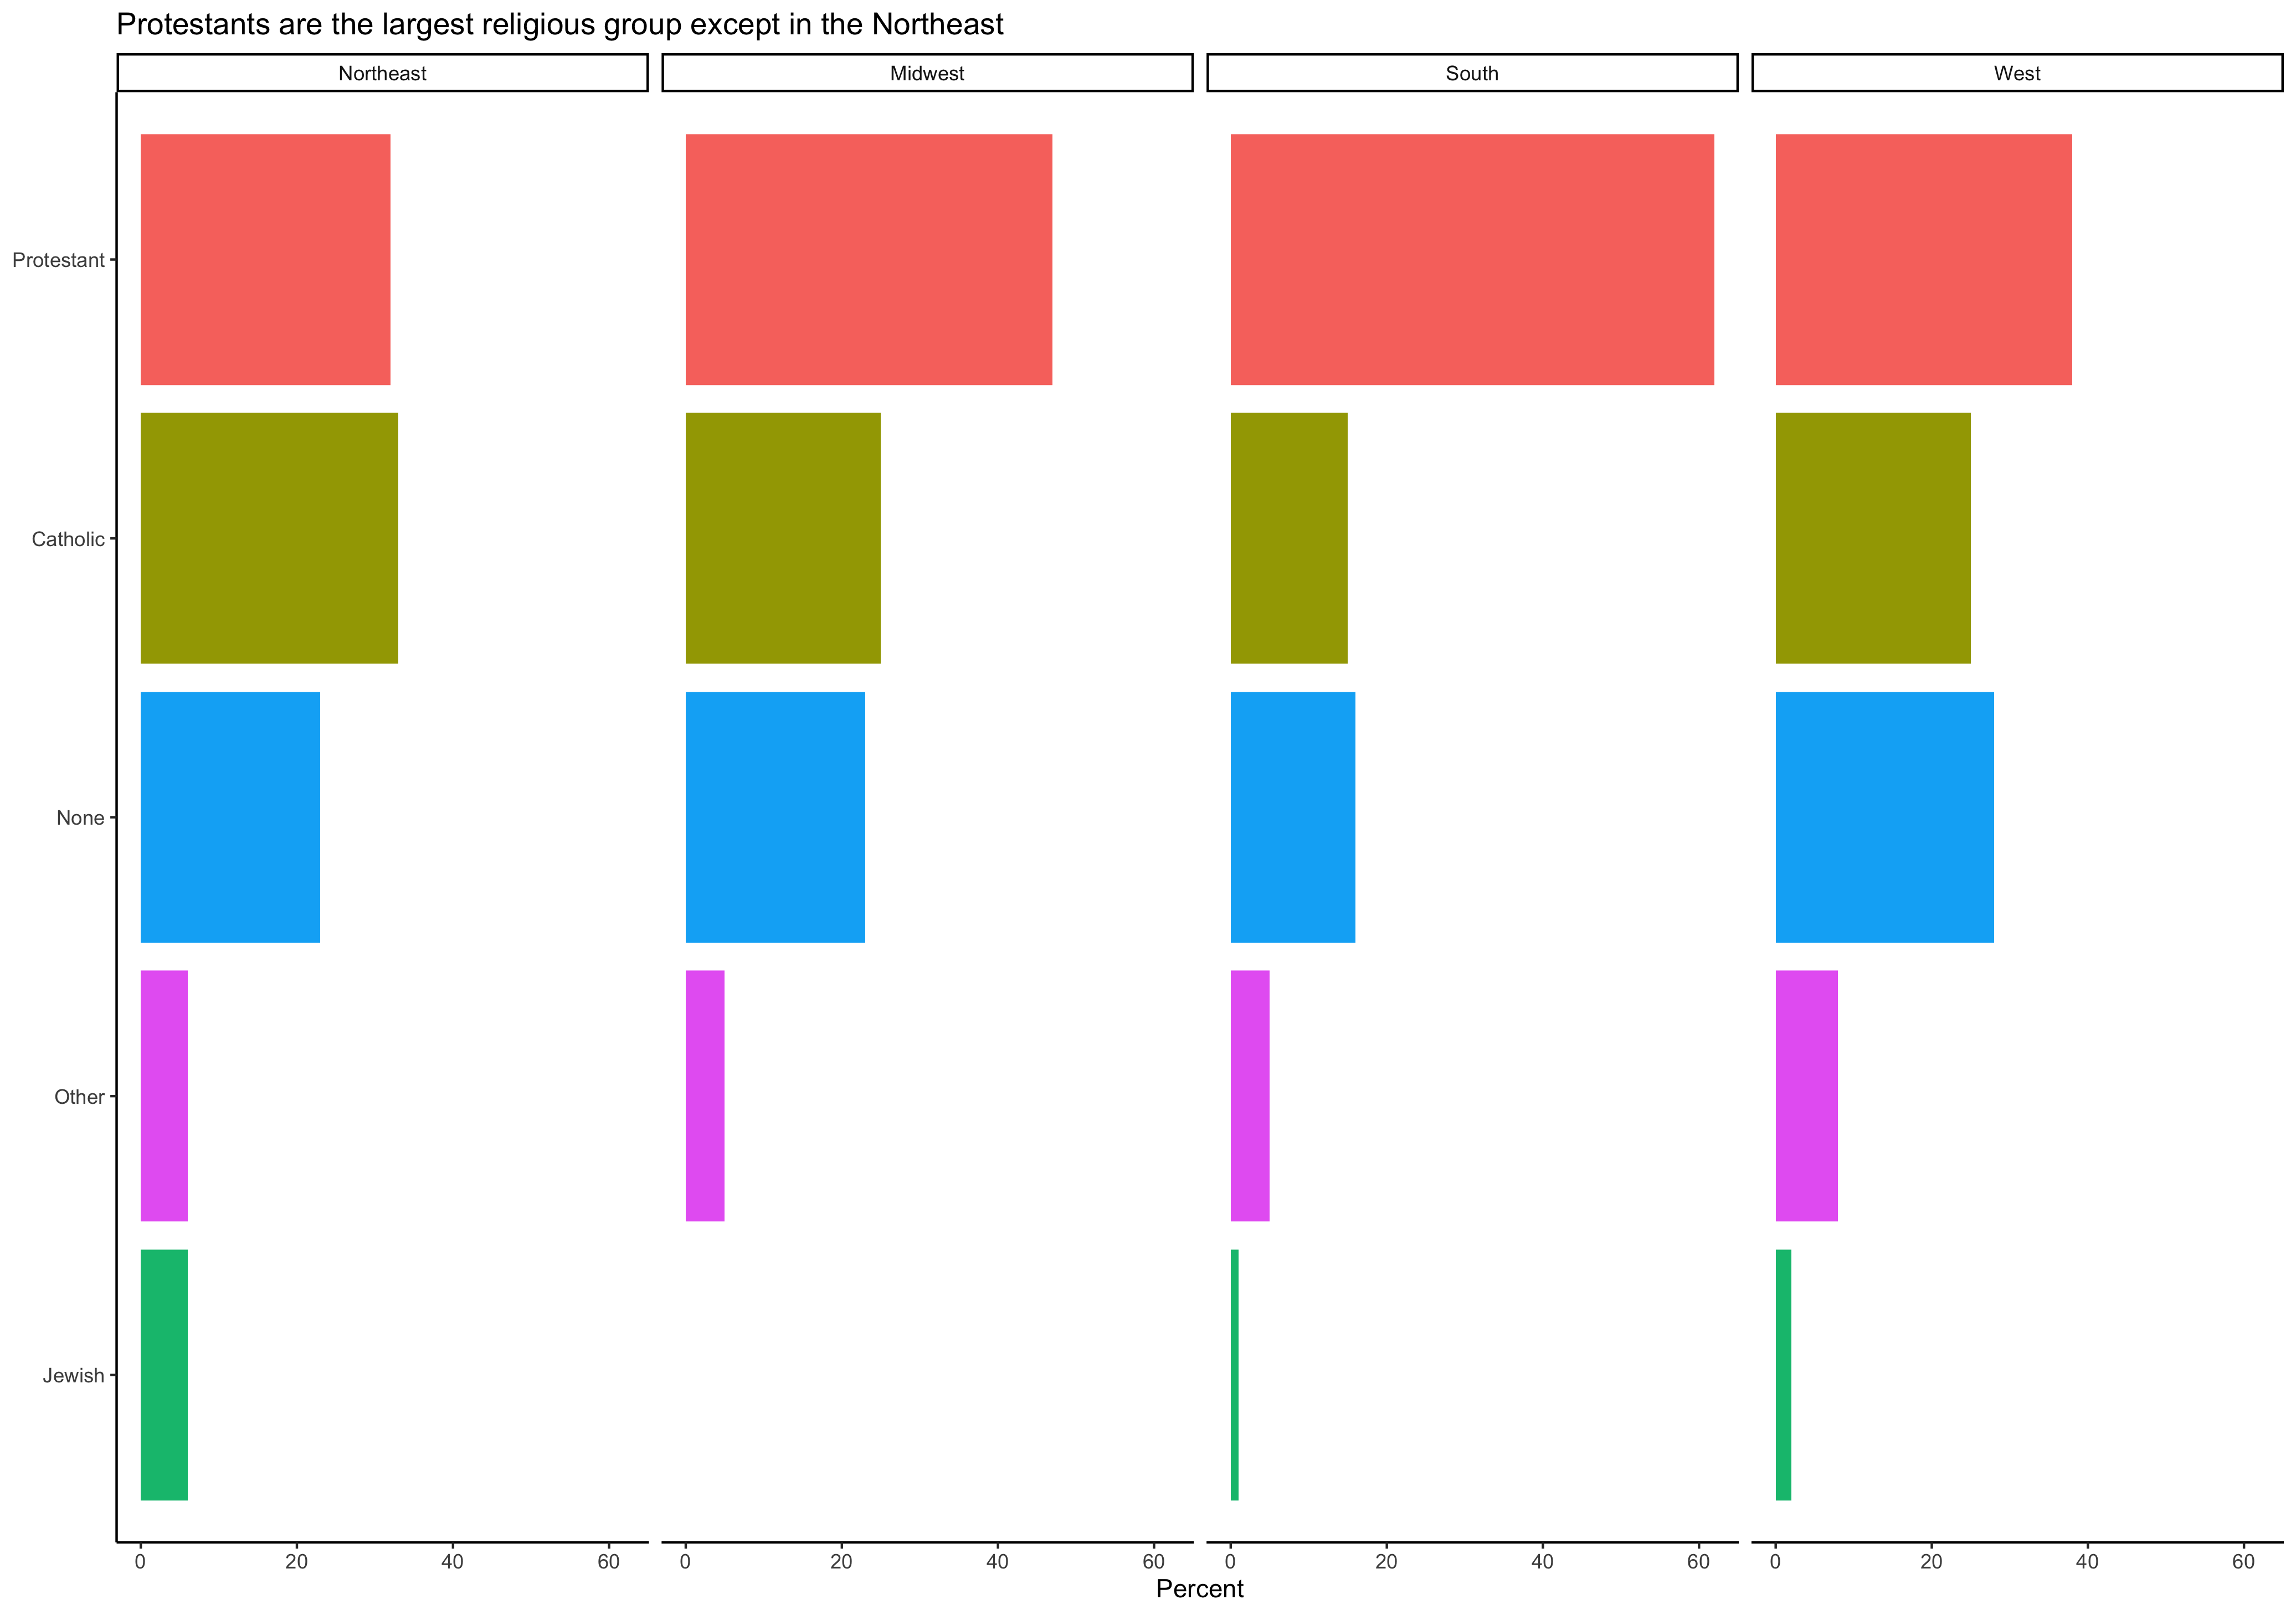 Protestants are the largest religious group except in the Northeast
Northeast Midwest South West
Protestant
Catholic
None
Other
Jewish
0 20 40 60 0 20 40 60 0 20 40 60 0 20 40 60
Percent